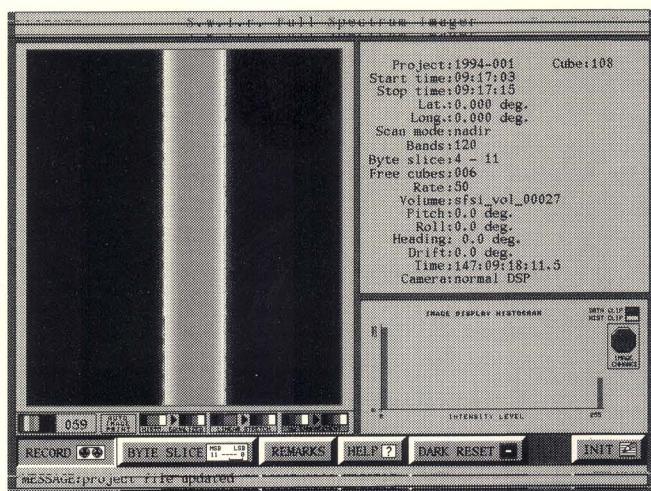 S.w.i.r. Full Spectrum Imager
Project:1994-001 Cube:108
Start time:09:17:03
Stop time:09:17:15
Lat.:0.000 deg.
Long.:0.000 deg.
Scan mode:nadir
Bands:120
Byte slice:4 - 11
Free cubes:006
Rate:50
Volume:sfsi_vol_00027
Pitch:0.0 deg.
Roll:0.0 deg.
Heading: 0.0 deg.
Drift:0.0 deg.
Time:147:09:18:11.5
Camera:normal DSP
IMAGE DISPLAY HISTOGRAM
DATA CLIP
HIST CLIP
255
IMAGE
ENHANCE
0 INTENSITY LEVEL 255
059
AUTO
IMAGE
PRINT
RECORD
BYTE SLICE
MSB LSB
11 ---- 0
REMARKS
HELP ?
DARK RESET
INIT
MESSAGE:project file updated